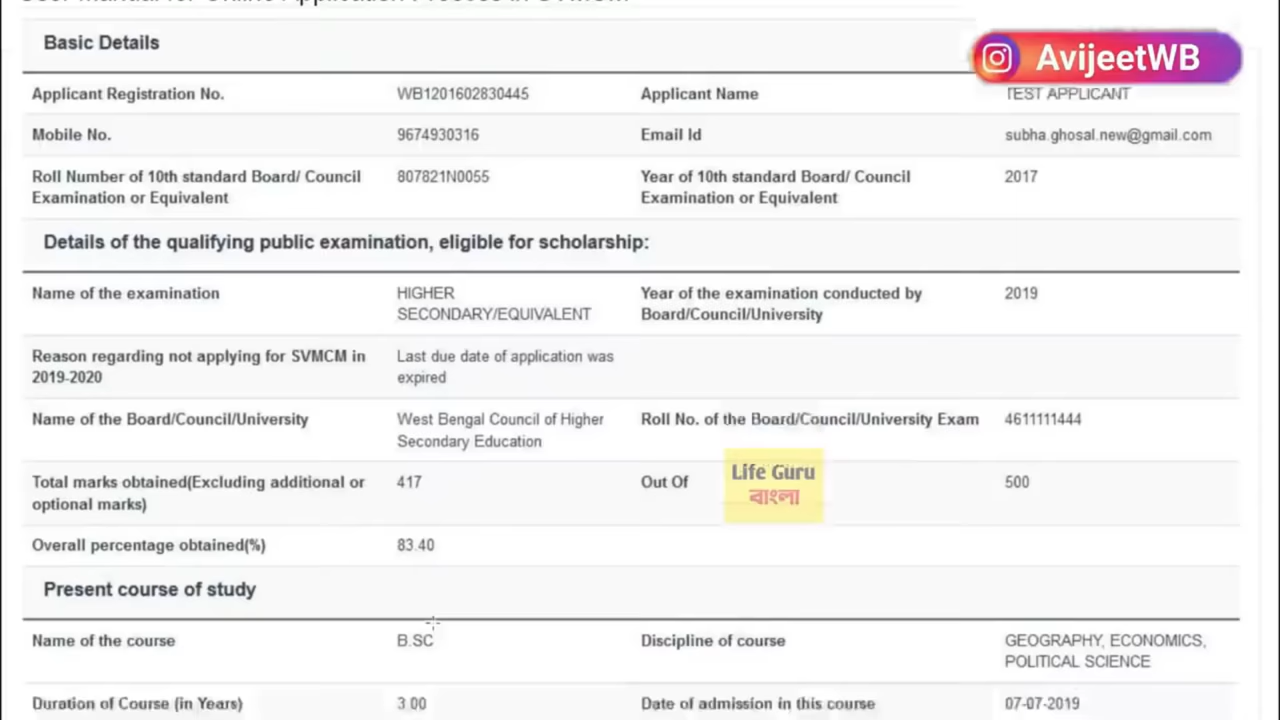 User Manual for Online Application Process in SVMCM
Basic Details
AvijeetWB
Applicant Registration No. WB1201602830445 Applicant Name TEST APPLICANT
Mobile No. 9674930316 Email Id subha.ghosal.new@gmail.com
Roll Number of 10th standard Board/ Council 807821N0055 Year of 10th standard Board/ Council 2017
Examination or Equivalent Examination or Equivalent
Details of the qualifying public examination, eligible for scholarship:
Name of the examination HIGHER Year of the examination conducted by 2019
SECONDARY/EQUIVALENT Board/Council/University
Reason regarding not applying for SVMCM in Last due date of application was
2019-2020 expired
Name of the Board/Council/University West Bengal Council of Higher Roll No. of the Board/Council/University Exam 4611111444
Secondary Education
Life Guru
বাংলা
Total marks obtained(Excluding additional or 417 Out Of 500
optional marks)
Overall percentage obtained(%) 83.40
Present course of study
Name of the course B.SC Discipline of course GEOGRAPHY, ECONOMICS,
POLITICAL SCIENCE
Duration of Course (in Years) 3.00 Date of admission in this course 07-07-2019